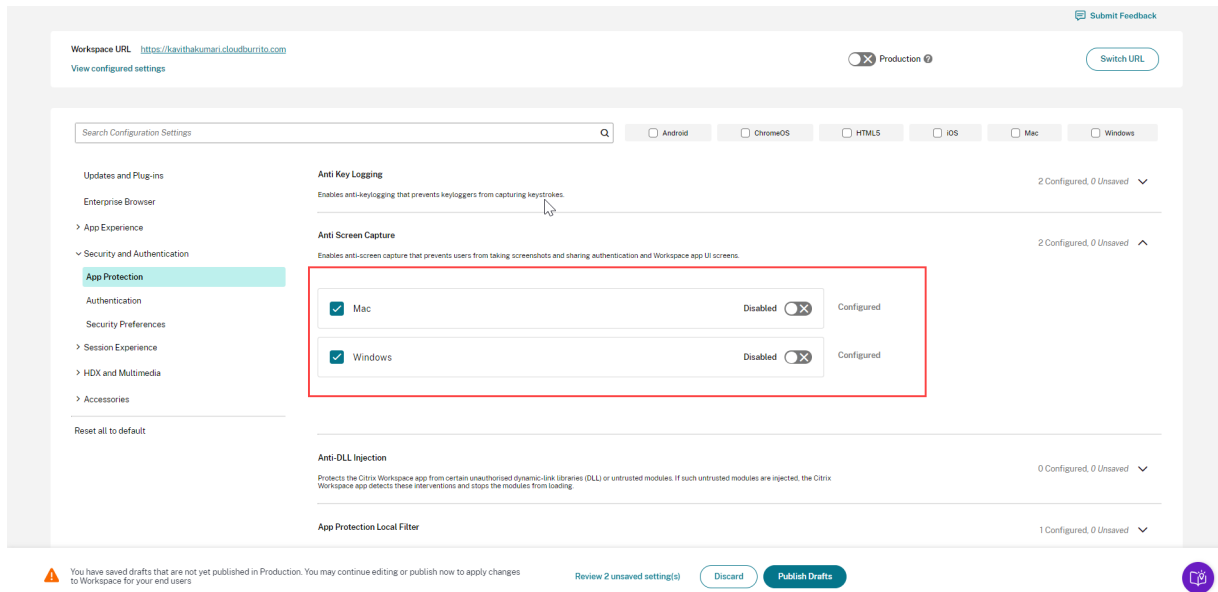 Submit Feedback
Workspace URL https://kavithakumari.cloudburrito.com
View configured settings
Production
Switch URL
Search Configuration Settings
Android
ChromeOS
HTML5
iOS
Mac
Windows
Updates and Plug-ins
Enterprise Browser
App Experience
Security and Authentication
App Protection
Authentication
Security Preferences
Session Experience
HDX and Multimedia
Accessories
Reset all to default
Anti Key Logging
Enables anti-keylogging that prevents keyloggers from capturing keystrokes.
2 Configured, 0 Unsaved
Anti Screen Capture
Enables anti-screen capture that prevents users from taking screenshots and sharing authentication and Workspace app UI screens.
2 Configured, 0 Unsaved
Mac
Disabled
Configured
Windows
Disabled
Configured
Anti-DLL Injection
Protects the Citrix Workspace app from certain unauthorised dynamic-link libraries (DLL) or untrusted modules. If such untrusted modules are injected, the Citrix
Workspace app detects these interventions and stops the modules from loading.
0 Configured, 0 Unsaved
App Protection Local Filter
1 Configured, 0 Unsaved
You have saved drafts that are not yet published in Production. You may continue editing or publish now to apply changes
to Workspace for your end users
Review 2 unsaved setting(s)
Discard
Publish Drafts